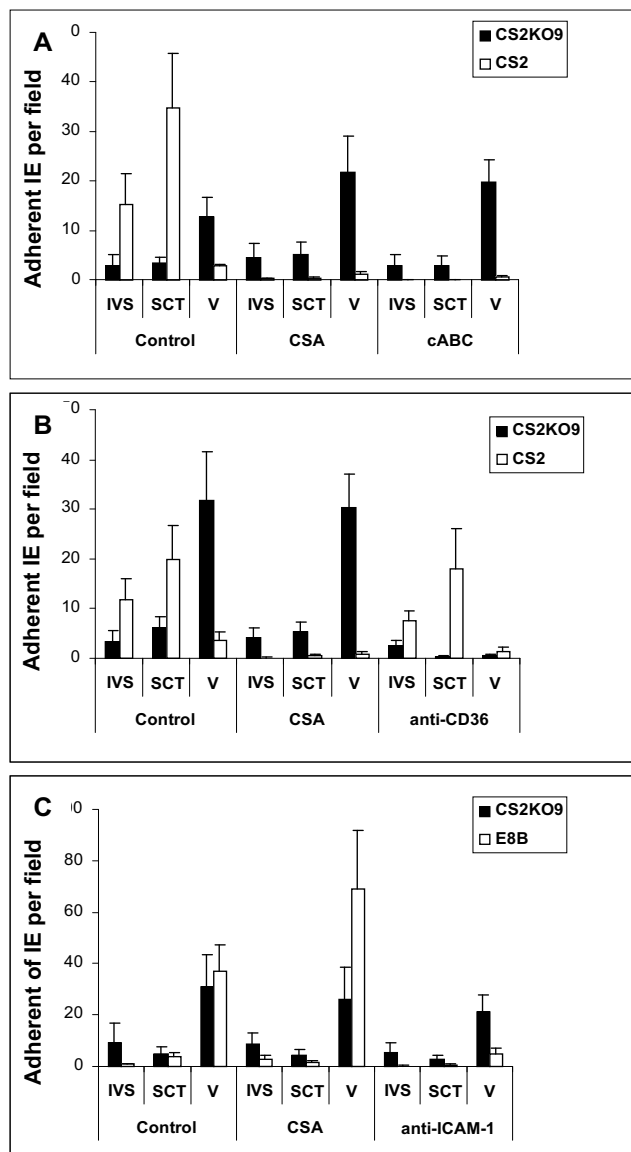 A
CS2KO9
CS2
Adherent IE per field
0
40
30
20
10
0
IVS SCT V IVS SCT V IVS SCT V
Control CSA cABC
B
CS2KO9
CS2
Adherent IE per field
0
40
30
20
10
0
IVS SCT V IVS SCT V IVS SCT V
Control CSA anti-CD36
C
CS2KO9
E8B
Adherent of IE per field
80
60
40
20
0
IVS SCT V IVS SCT V IVS SCT V
Control CSA anti-ICAM-1